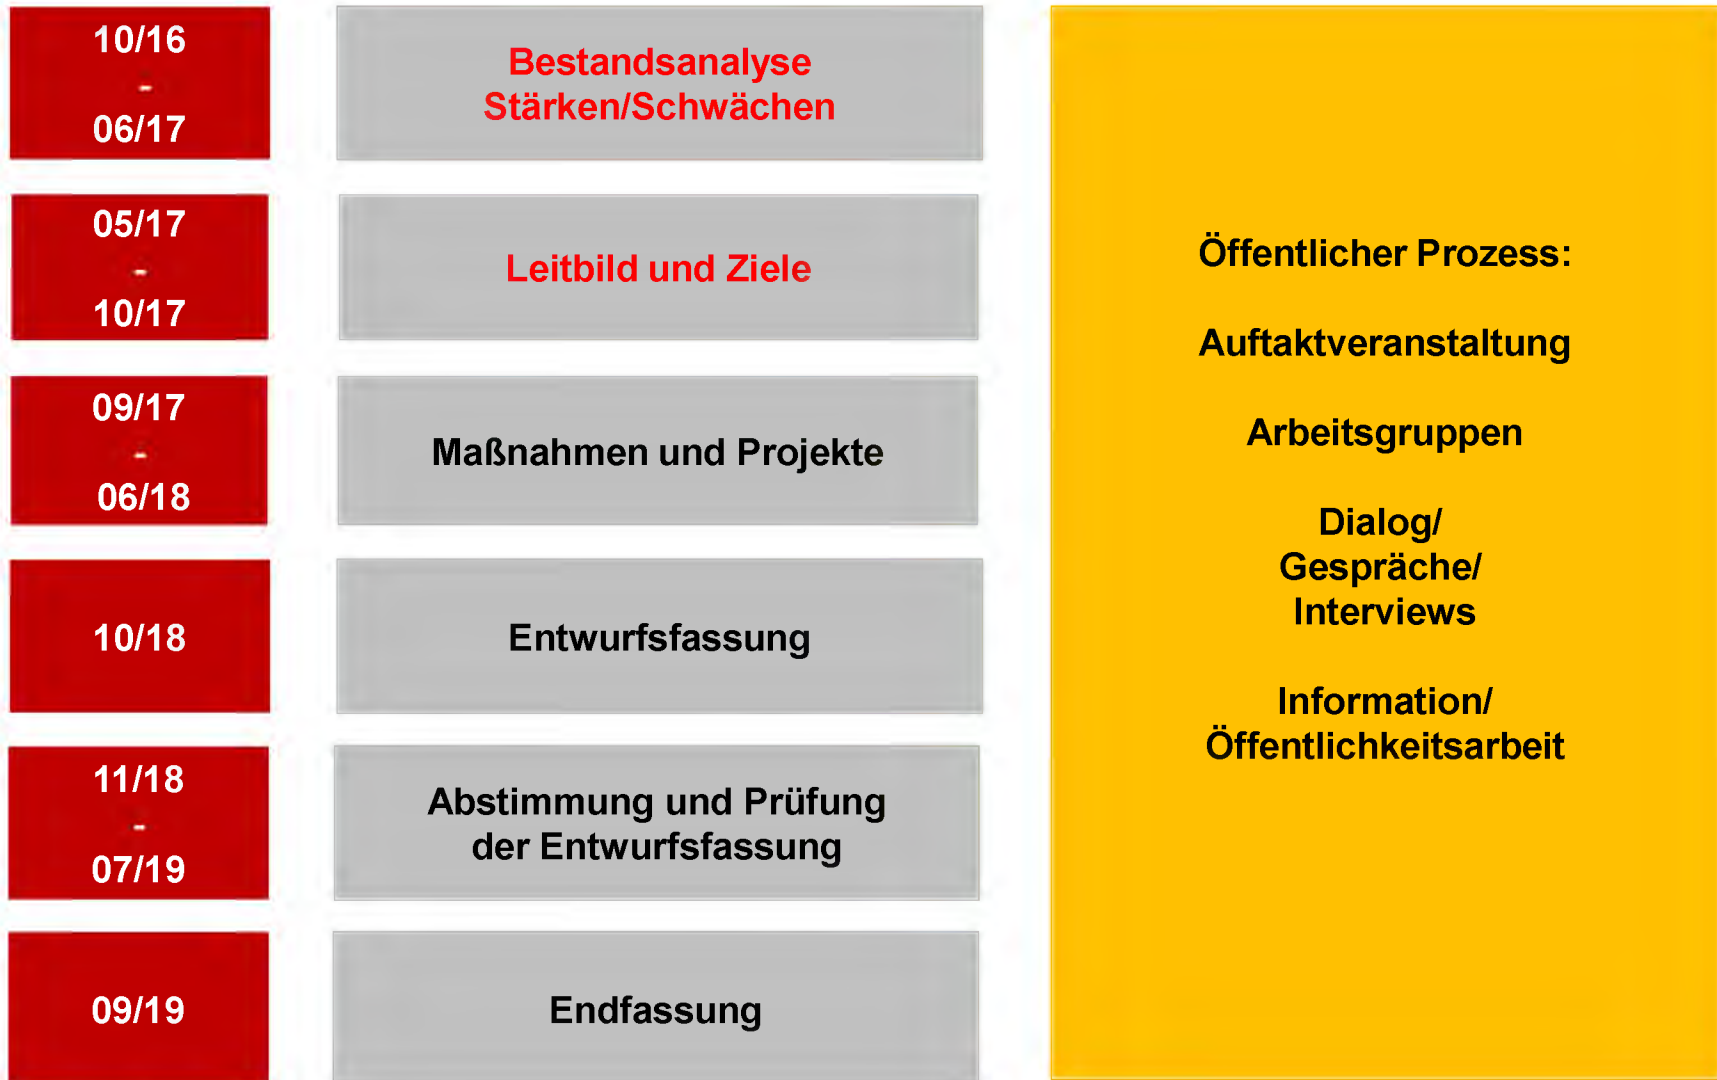 10/16
-
06/17
Bestandsanalyse
Stärken/Schwächen
05/17
-
10/17
Leitbild und Ziele
09/17
-
06/18
Maßnahmen und Projekte
10/18
Entwurfsfassung
11/18
-
07/19
Abstimmung und Prüfung
der Entwurfsfassung
09/19
Endfassung
Öffentlicher Prozess:
Auftaktveranstaltung
Arbeitsgruppen
Dialog/
Gespräche/
Interviews
Information/
Öffentlichkeitsarbeit